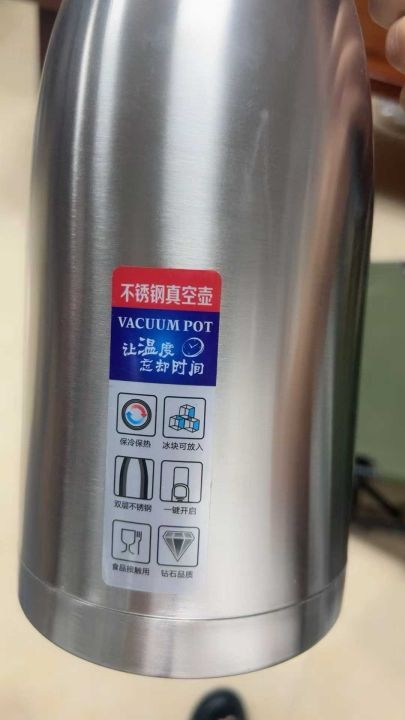 不锈钢真空壶
VACUUM POT
让温度
忘却时间
保冷保热
冰块可放入
双层不锈钢
一键开启
食品接触用
钻石品质